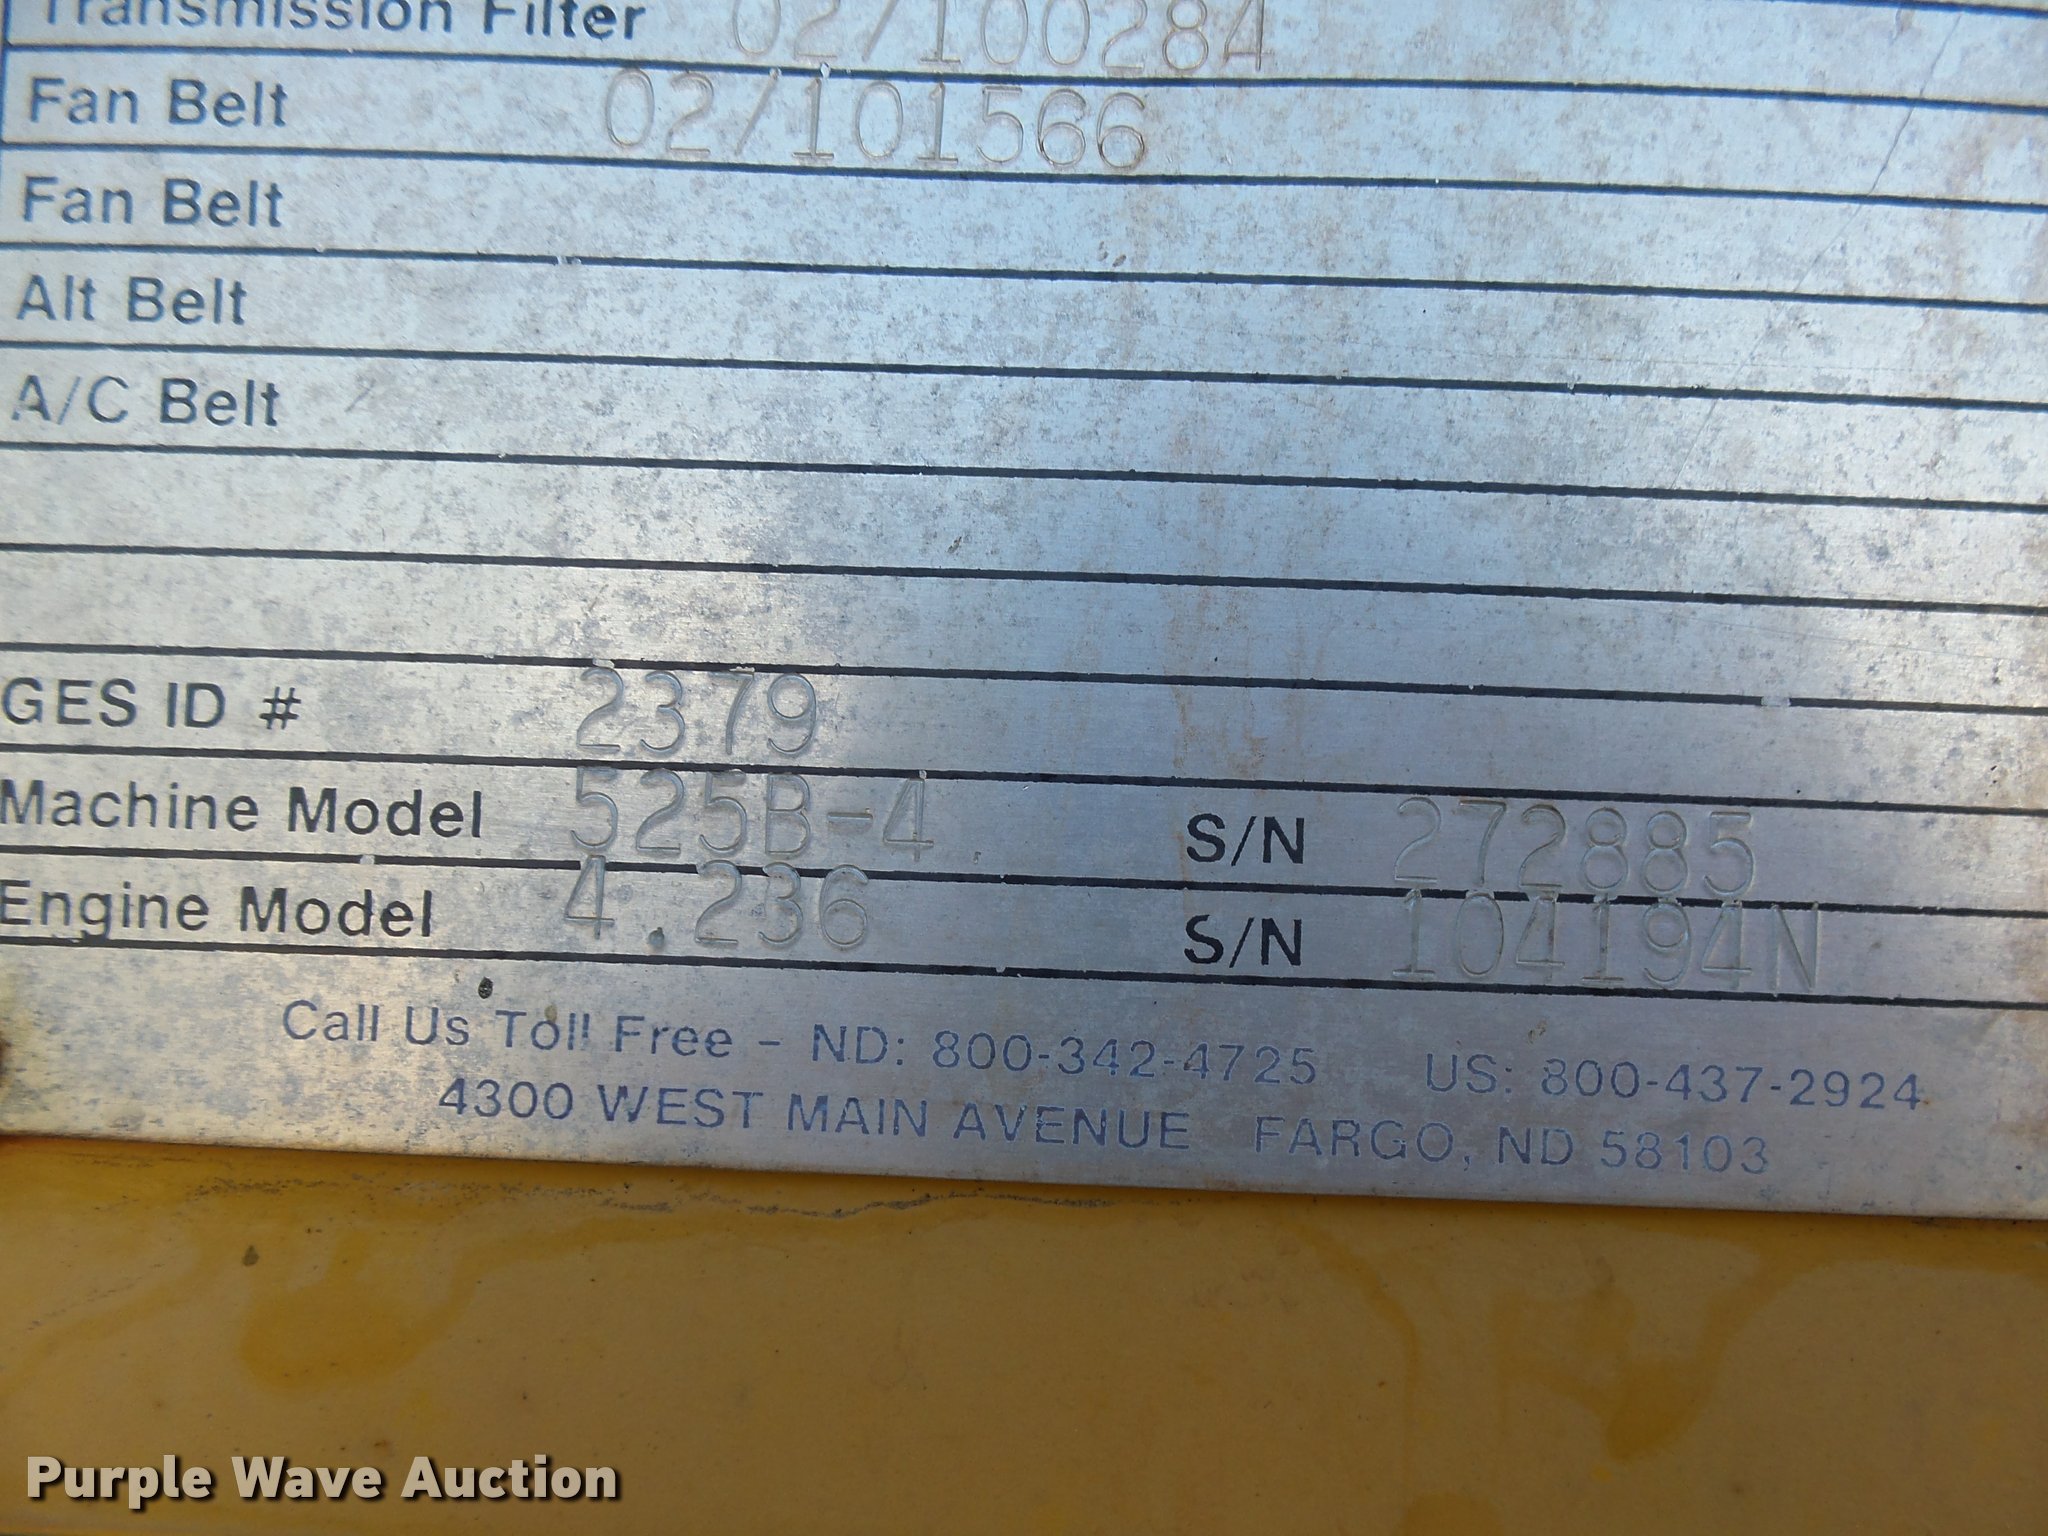 Transmission Filter 02/100284
Fan Belt 02/101566
Fan Belt
Alt Belt
A/C Belt
GES ID # 2379
Machine Model 525B-4 S/N 272885
Engine Model 4.236 S/N 104194N
Call Us Toll Free - ND: 800-342-4725 US: 800-437-2924
4300 WEST MAIN AVENUE FARGO, ND 58103
Purple Wave Auction